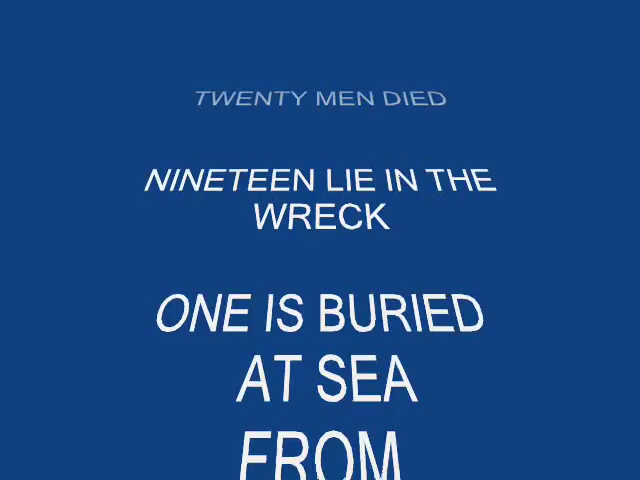 TWENTY MEN DIED
NINETEEN LIE IN THE
WRECK
ONE IS BURIED
AT SEA
FROM